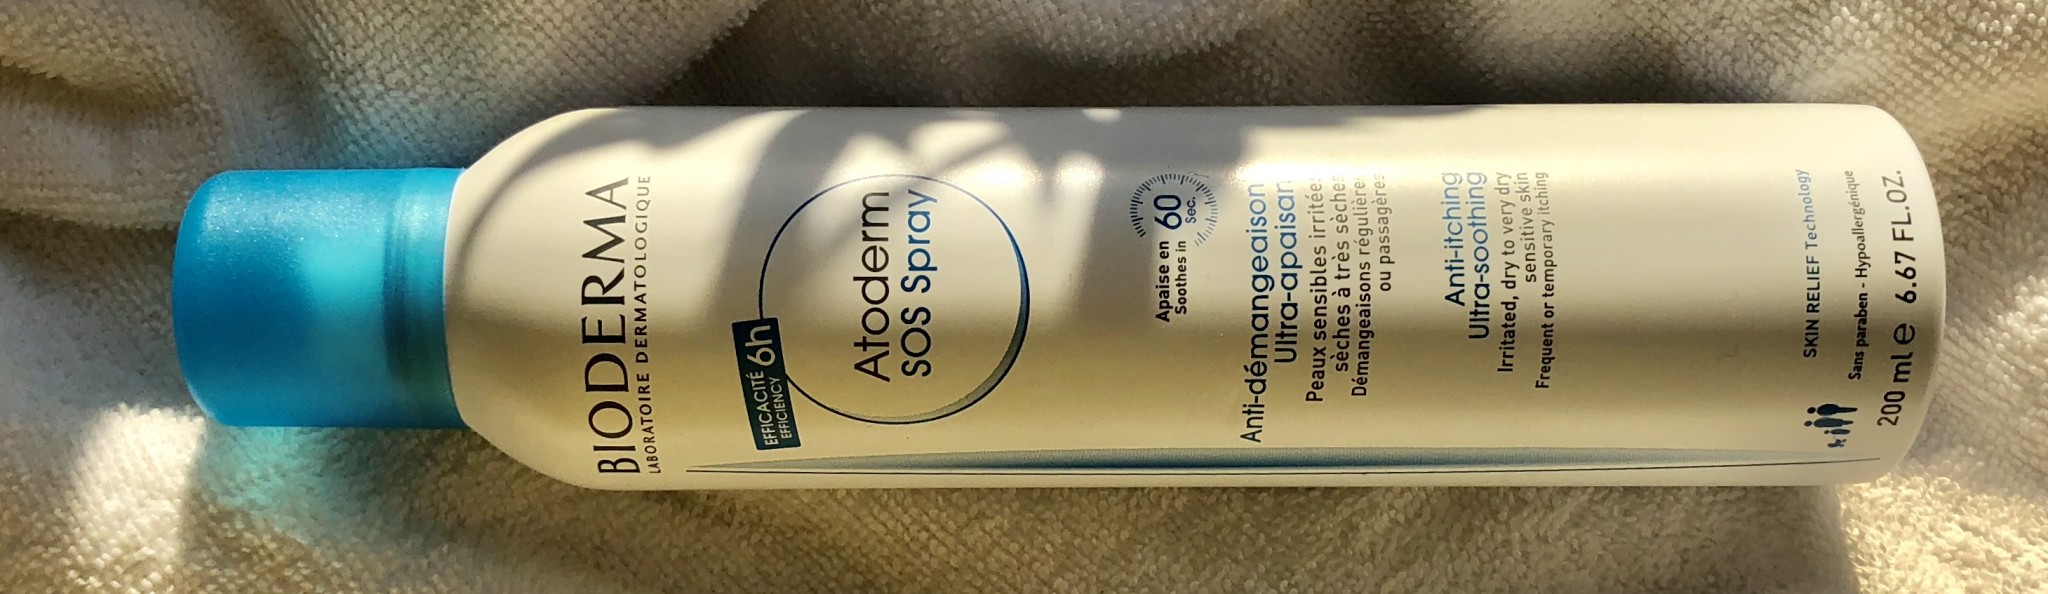 BIODERMA
LABORATOIRE DERMATOLOGIQUE
EFFICACITÉ
EFFICIENCY
6h
Atoderm
SOS Spray
Apaise en
Soothes in
60
Sec.
Anti-démangeaison
Ultra-apaisant
Peaux sensibles irritées
sèches à très sèches
Démangeaisons régulières
ou passagères
Anti-itching
Ultra-soothing
Irritated, dry to very dry
sensitive skin
Frequent or temporary itching
SKIN RELIEF Technology
Sans paraben - Hypoallergénique
200 ml e 6.67 FL.OZ.